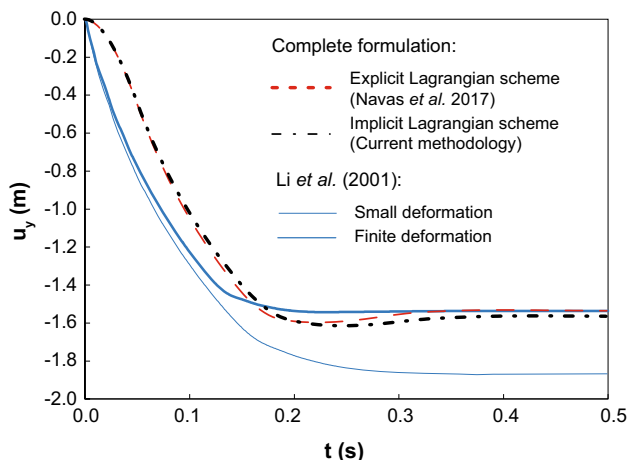 0.0
-0.2
-0.4
-0.6
-0.8
-1.0
-1.2
-1.4
-1.6
-1.8
-2.0
u_y (m)
Complete formulation:
Explicit Lagrangian scheme
(Navas et al. 2017)
Implicit Lagrangian scheme
(Current methodology)
Li et al. (2001):
Small deformation
Finite deformation
0.0 0.1 0.2 0.3 0.4 0.5
t (s)